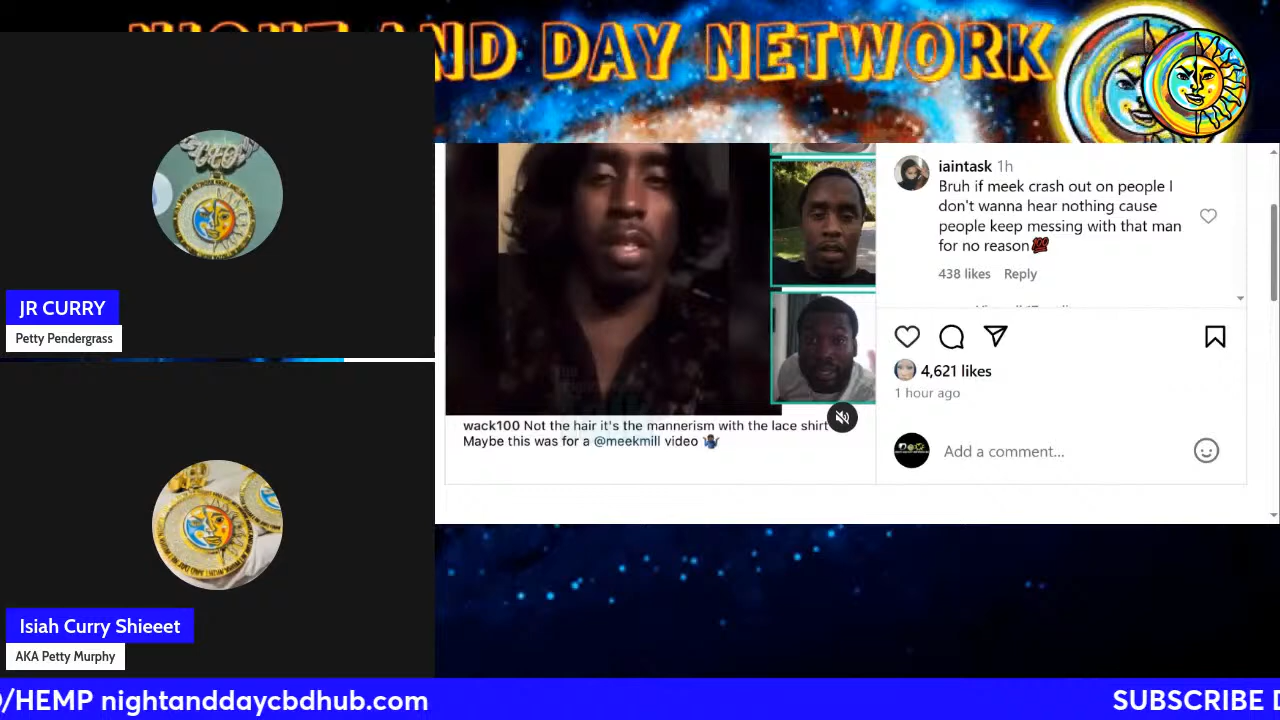 NIGHT AND DAY NETWORK
CEO
JR CURRY
Petty Pendergrass
Isiah Curry Shieeet
AKA Petty Murphy
iaintask 1h
Bruh if meek crash out on people I
don't wanna hear nothing cause
people keep messing with that man
for no reason💯
438 likes Reply
4,621 likes
1 hour ago
Add a comment...
wack100 Not the hair it's the mannerism with the lace shirt
Maybe this was for a @meekmill video 🤷🏾‍♂️
/HEMP nightanddaycbdhub.com
SUBSCRIBE